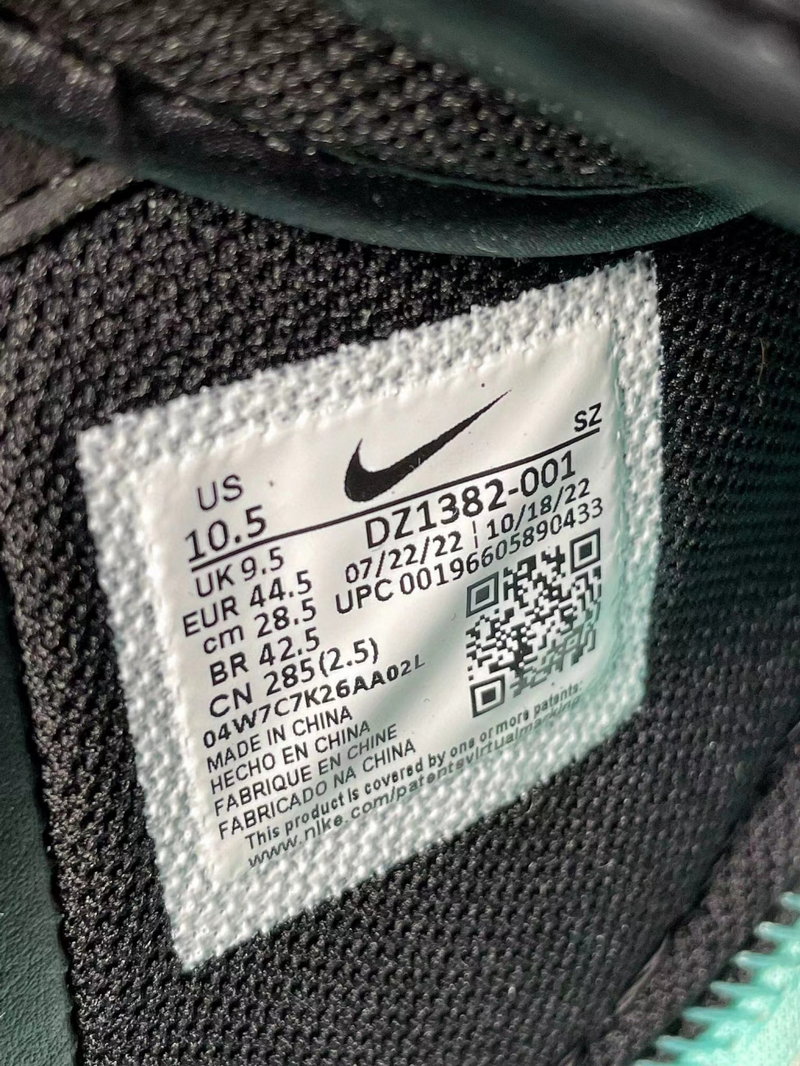 US
10.5
SZ
UK 9.5
DZ1382-001
EUR 44.5
07/22/22 | 10/18/22
cm 28.5
UPC 00196605890433
BR 42.5
CN 285(2.5)
04W7C7K26AA02L
MADE IN CHINA
HECHO EN CHINA
FABRIQUE EN CHINE
FABRICADO NA CHINA
This product is covered by one or more patents:
www.nike.com/patentsvirtualmarking